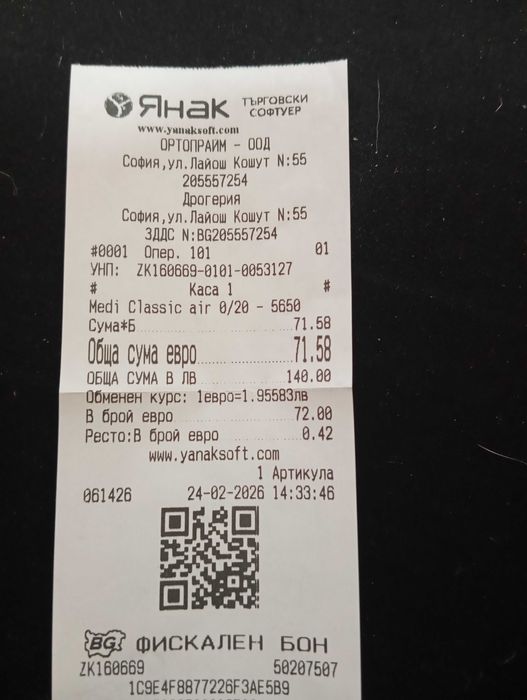 Янак ТЪРГОВСКИ СОФТУЕР
www.yanaksoft.com
ОРТОПРАЙМ - ООД
София,ул.Лайош Кошут N:55
205557254
Дрогерия
София,ул.Лайош Кошут N:55
ЗДДС N:BG205557254
#0001 Опер. 101 01
УНП: ZK160669-0101-0053127
# Каса 1 #
Medi Classic air 0/20 - 5650
Сума*Б 71.58
Обща сума евро 71.58
ОБЩА СУМА В ЛВ 140.00
Обменен курс: 1евро=1.95583лв
В брой евро 72.00
Ресто:В брой евро 0.42
www.yanaksoft.com
1 Артикула
061426 24-02-2026 14:33:46
BG ФИСКАЛЕН БОН
ZK160669 50207507
1C9E4F8877226F3AE5B9